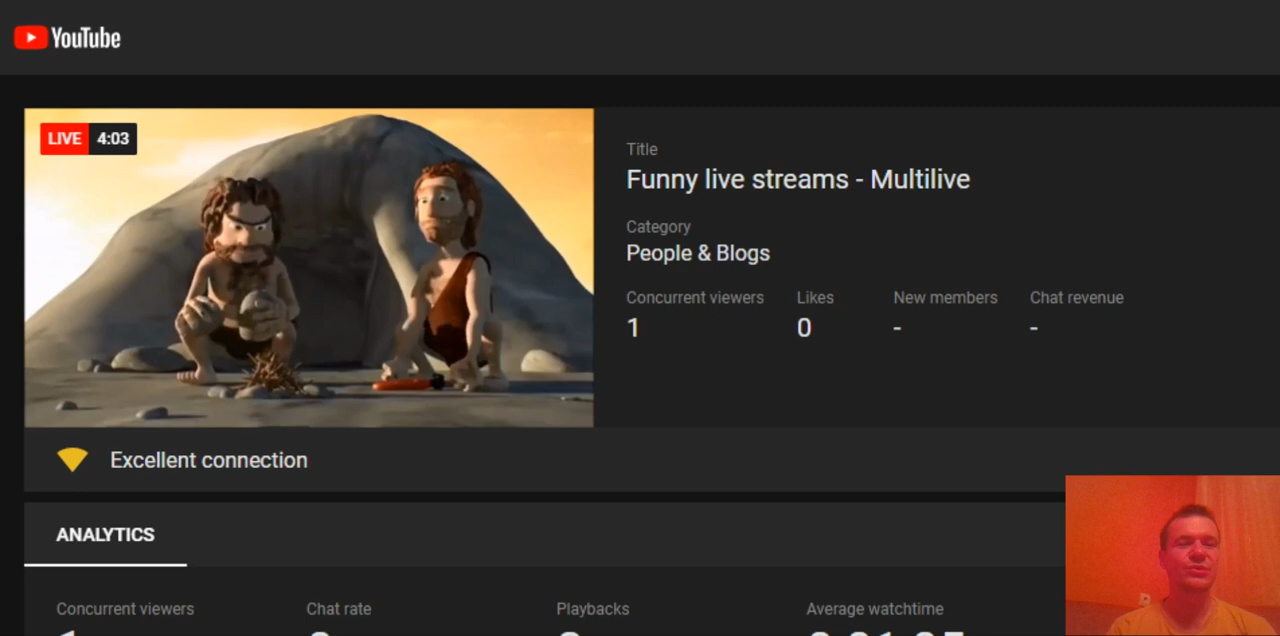 YouTube
LIVE 4:03
Title
Funny live streams - Multilive
Category
People & Blogs
Concurrent viewers Likes New members Chat revenue
1 0 - -
Excellent connection
ANALYTICS
Concurrent viewers Chat rate Playbacks Average watchtime